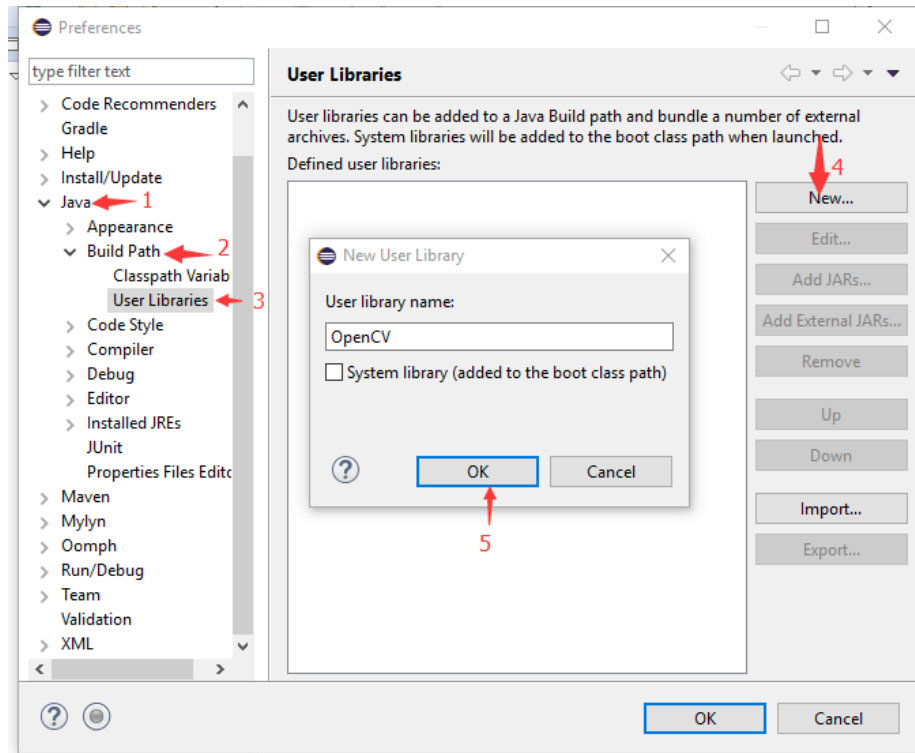 Preferences
type filter text
Code Recommenders
Gradle
Help
Install/Update
Java
1
Appearance
Build Path
2
Classpath Variab
User Libraries
3
Code Style
Compiler
Debug
Editor
Installed JREs
JUnit
Properties Files Editc
Maven
Mylyn
Oomph
Run/Debug
Team
Validation
XML
User Libraries
User libraries can be added to a Java Build path and bundle a number of external
archives. System libraries will be added to the boot class path when launched.
Defined user libraries:
4
New...
Edit...
Add JARs...
Add External JARs...
Remove
Up
Down
Import...
Export...
New User Library
User library name:
OpenCV
System library (added to the boot class path)
?
OK
Cancel
5
?
OK
Cancel